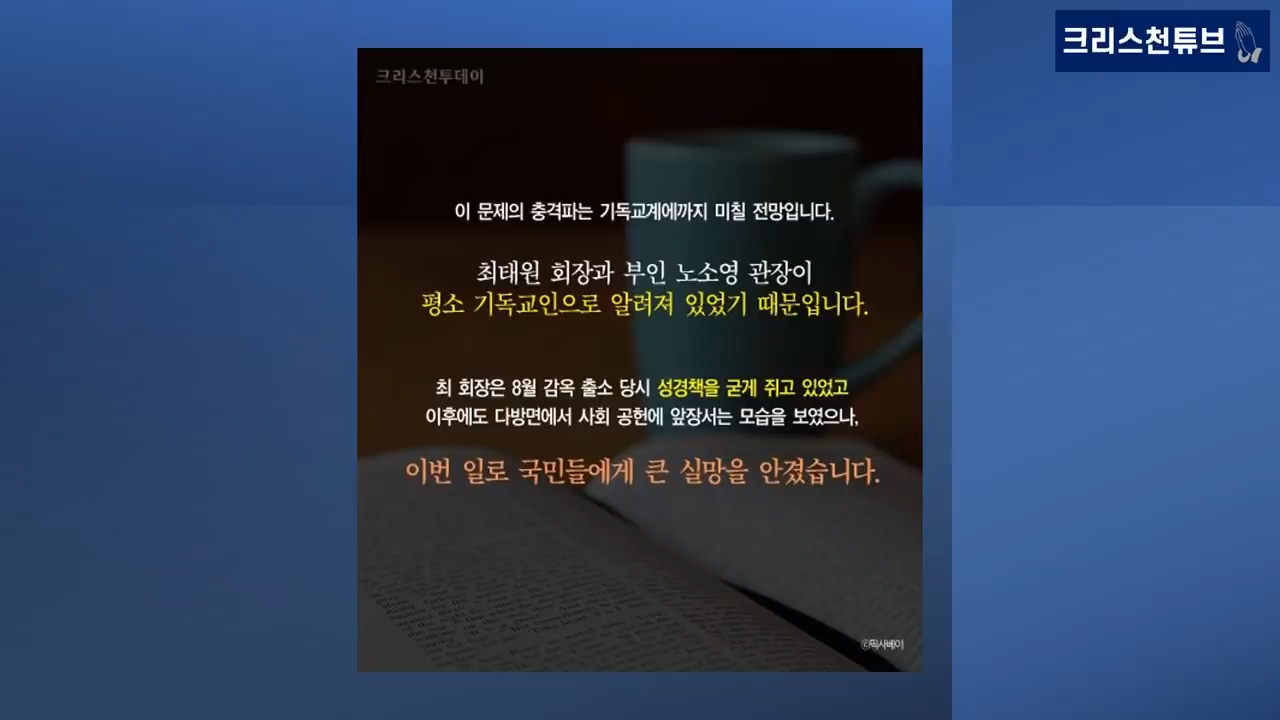 크리스천튜브
크리스천투데이
이 문제의 충격파는 기독교계에까지 미칠 전망입니다.
최태원 회장과 부인 노소영 관장이
평소 기독교인으로 알려져 있었기 때문입니다.
최 회장은 8월 감옥 출소 당시 성경책을 굳게 쥐고 있었고
이후에도 다방면에서 사회 공헌에 앞장서는 모습을 보였으나,
이번 일로 국민들에게 큰 실망을 안겼습니다.
ⓒ픽사베이